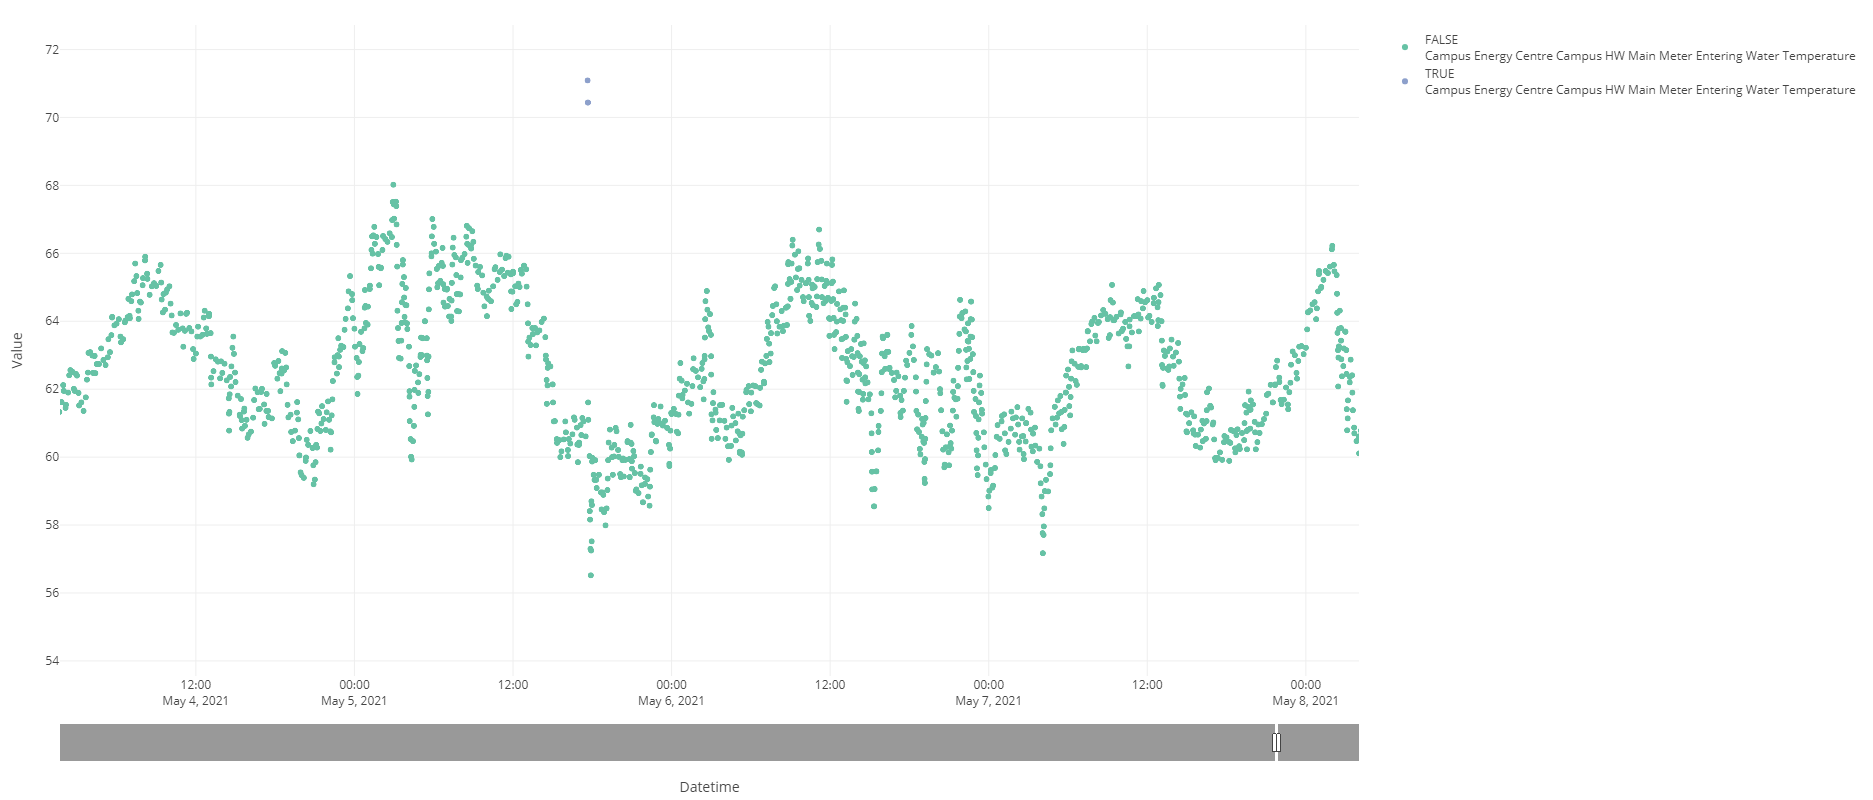 72
70
68
66
64
62
60
58
56
54
Value
12:00
May 4, 2021
00:00
May 5, 2021
12:00
00:00
May 6, 2021
12:00
00:00
May 7, 2021
12:00
00:00
May 8, 2021
Datetime
FALSE
Campus Energy Centre Campus HW Main Meter Entering Water Temperature
TRUE
Campus Energy Centre Campus HW Main Meter Entering Water Temperature